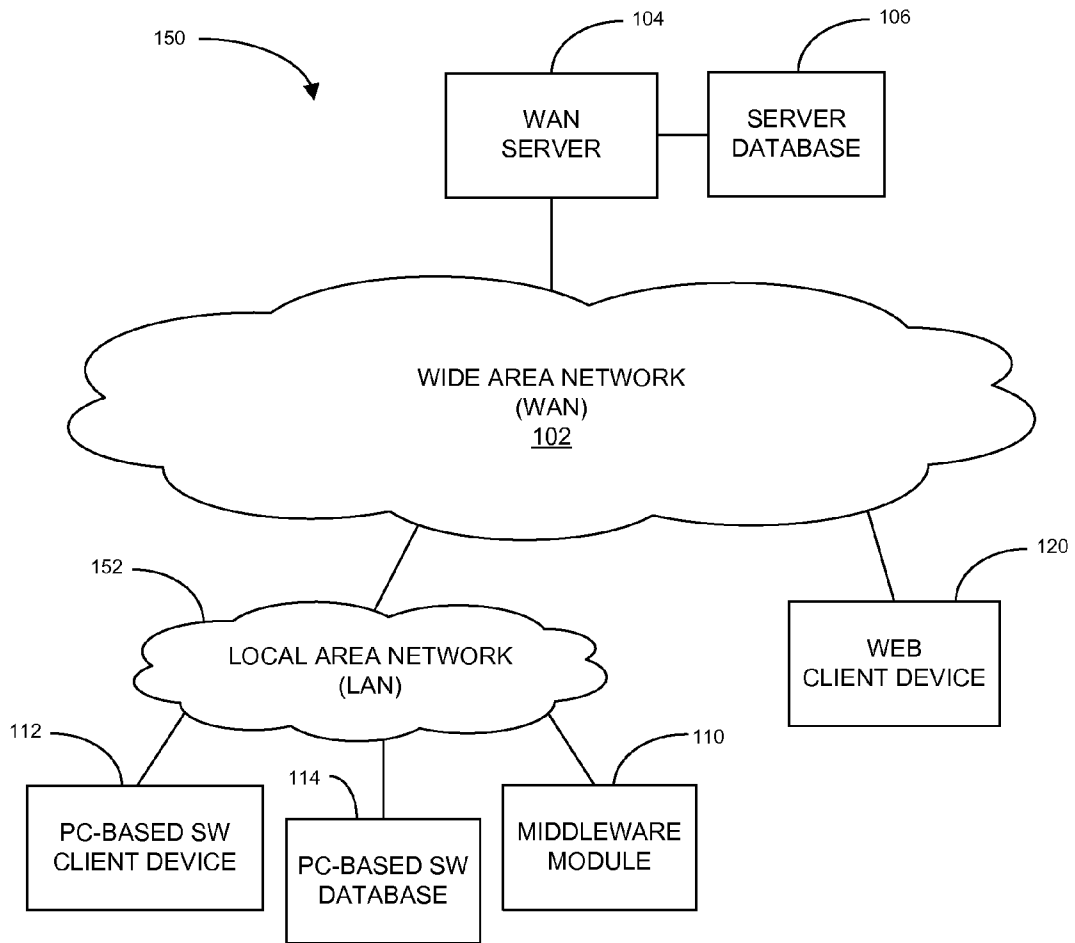 150
104
106
WAN
SERVER
SERVER
DATABASE
WIDE AREA NETWORK
(WAN)
102
152
120
LOCAL AREA NETWORK
(LAN)
WEB
CLIENT DEVICE
112
114
110
PC-BASED SW
CLIENT DEVICE
PC-BASED SW
DATABASE
MIDDLEWARE
MODULE